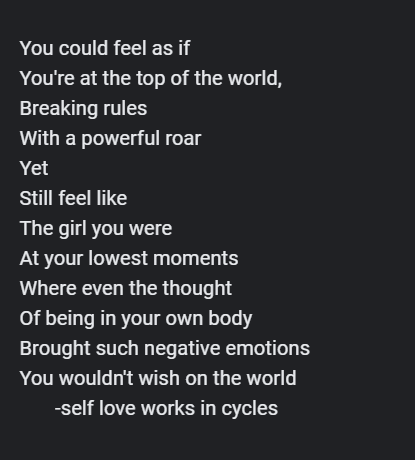 You could feel as if
You're at the top of the world,
Breaking rules
With a powerful roar
Yet
Still feel like
The girl you were
At your lowest moments
Where even the thought
Of being in your own body
Brought such negative emotions
You wouldn't wish on the world
-self love works in cycles